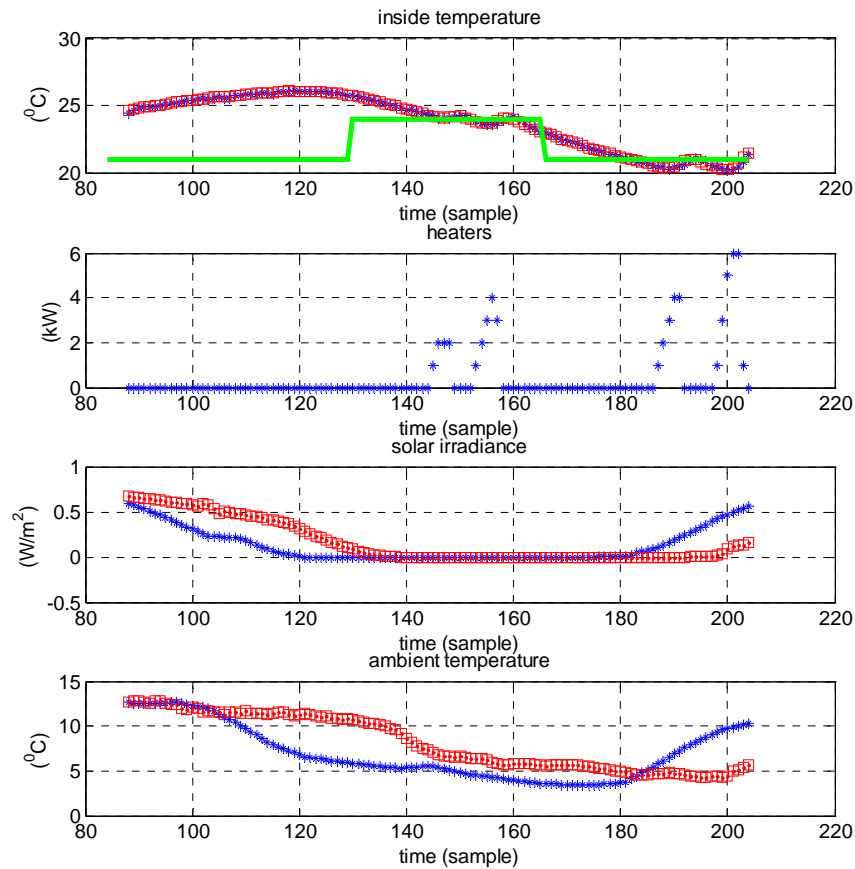 inside temperature
30
25
20
(⁰C)
80 100 120 140 160 180 200 220
time (sample)
heaters
6
4
2
0
(kW)
80 100 120 140 160 180 200 220
time (sample)
solar irradiance
1
0.5
0
-0.5
(W/m²)
80 100 120 140 160 180 200 220
time (sample)
ambient temperature
15
10
5
0
(⁰C)
80 100 120 140 160 180 200 220
time (sample)